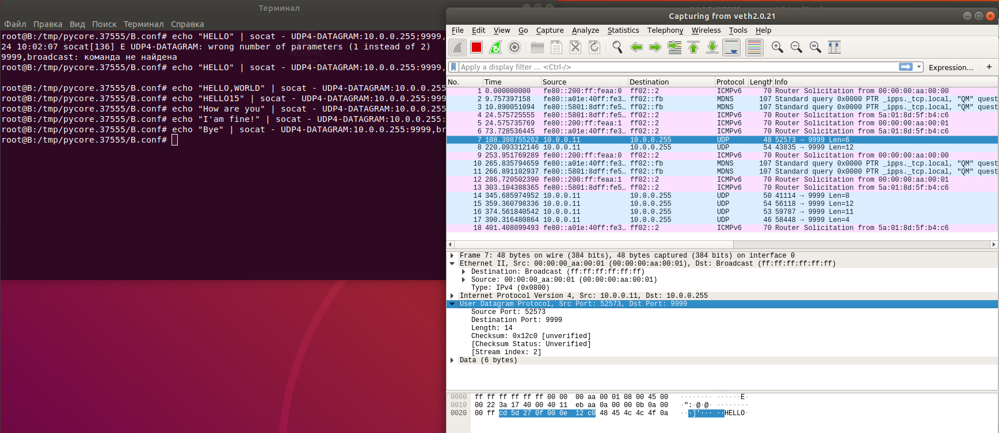 Терминал
Файл Правка Вид Поиск Терминал Справка
root@B:/tmp/pycore.37555/B.conf# echo "HELLO" | socat - UDP4-DATAGRAM:10.0.0.255;9999,
24 10:02:07 socat[136] E UDP4-DATAGRAM: wrong number of parameters (1 instead of 2)
9999,broadcast: команда не найдена
root@B:/tmp/pycore.37555/B.conf# echo "HELLO" | socat - UDP4-DATAGRAM:10.0.0.255:9999,
root@B:/tmp/pycore.37555/B.conf# echo "HELLO,WORLD" | socat - UDP4-DATAGRAM:10.0.0.255
root@B:/tmp/pycore.37555/B.conf# echo "HELLO15" | socat - UDP4-DATAGRAM:10.0.0.255:999
root@B:/tmp/pycore.37555/B.conf# echo "How are you" | socat - UDP4-DATAGRAM:10.0.0.255
root@B:/tmp/pycore.37555/B.conf# echo "I'am fine!" | socat - UDP4-DATAGRAM:10.0.0.255:
root@B:/tmp/pycore.37555/B.conf# echo "Bye" | socat - UDP4-DATAGRAM:10.0.0.255:9999,br
root@B:/tmp/pycore.37555/B.conf#
Capturing from veth2.0.21
File Edit View Go Capture Analyze Statistics Telephony Wireless Tools Help
Apply a display filter ... <Ctrl-/> Expression... +
No. Time Source Destination Protocol Length Info
1 0.000000000 fe80::200:ff:feaa:0 ff02::2 ICMPv6 70 Router Solicitation from 00:00:00:aa:00:00
2 9.757397158 fe80::a01e:40ff:fe3… ff02::fb MDNS 107 Standard query 0x0000 PTR _ipps._tcp.local, "QM" quest
3 10.890051094 fe80::5801:8dff:fe5… ff02::fb MDNS 107 Standard query 0x0000 PTR _ipps._tcp.local, "QM" quest
4 24.575725555 fe80::5801:8dff:fe5… ff02::2 ICMPv6 70 Router Solicitation from 5a:01:8d:5f:b4:c6
5 24.575735769 fe80::200:ff:feaa:1 ff02::2 ICMPv6 70 Router Solicitation from 00:00:00:aa:00:01
6 73.728536445 fe80::a01e:40ff:fe3… ff02::2 ICMPv6 70 Router Solicitation from 5a:01:8d:5f:b4:c6
7 108.398755262 10.0.0.11 10.0.0.255 UDP 48 52573 → 9999 Len=6
8 220.093312146 10.0.0.11 10.0.0.255 UDP 54 43835 → 9999 Len=12
9 253.951769289 fe80::200:ff:feaa:0 ff02::2 ICMPv6 70 Router Solicitation from 00:00:00:aa:00:00
10 265.835794659 fe80::a01e:40ff:fe3… ff02::fb MDNS 107 Standard query 0x0000 PTR _ipps._tcp.local, "QM" quest
11 266.891102937 fe80::5801:8dff:fe5… ff02::fb MDNS 107 Standard query 0x0000 PTR _ipps._tcp.local, "QM" quest
12 286.720502390 fe80::200:ff:feaa:1 ff02::2 ICMPv6 70 Router Solicitation from 00:00:00:aa:00:01
13 303.104388365 fe80::5801:8dff:fe5… ff02::2 ICMPv6 70 Router Solicitation from 5a:01:8d:5f:b4:c6
14 345.685974952 10.0.0.11 10.0.0.255 UDP 50 41114 → 9999 Len=8
15 359.360798336 10.0.0.11 10.0.0.255 UDP 54 56118 → 9999 Len=12
16 374.561840542 10.0.0.11 10.0.0.255 UDP 53 59787 → 9999 Len=11
17 390.316480864 10.0.0.11 10.0.0.255 UDP 46 58448 → 9999 Len=4
18 401.408099493 fe80::a01e:40ff:fe3… ff02::2 ICMPv6 70 Router Solicitation from 5a:01:8d:5f:b4:c6
Frame 7: 48 bytes on wire (384 bits), 48 bytes captured (384 bits) on interface 0
Ethernet II, Src: 00:00:00_aa:00:01 (00:00:00:aa:00:01), Dst: Broadcast (ff:ff:ff:ff:ff:ff)
Destination: Broadcast (ff:ff:ff:ff:ff:ff)
Source: 00:00:00_aa:00:01 (00:00:00:aa:00:01)
Type: IPv4 (0x0800)
Internet Protocol Version 4, Src: 10.0.0.11, Dst: 10.0.0.255
User Datagram Protocol, Src Port: 52573, Dst Port: 9999
Source Port: 52573
Destination Port: 9999
Length: 14
Checksum: 0x12c0 [unverified]
[Checksum Status: Unverified]
[Stream index: 2]
Data (6 bytes)
0000 ff ff ff ff ff ff 00 00 00 aa 00 01 08 00 45 00 ········ ······E·
0010 00 22 3a 17 40 00 40 11 eb aa 0a 00 00 0b 0a 00 ·":·@·@· ········
0020 00 ff cd 5d 27 0f 00 0e 12 c0 48 45 4c 4c 4f 0a ···]'··· ··HELLO·